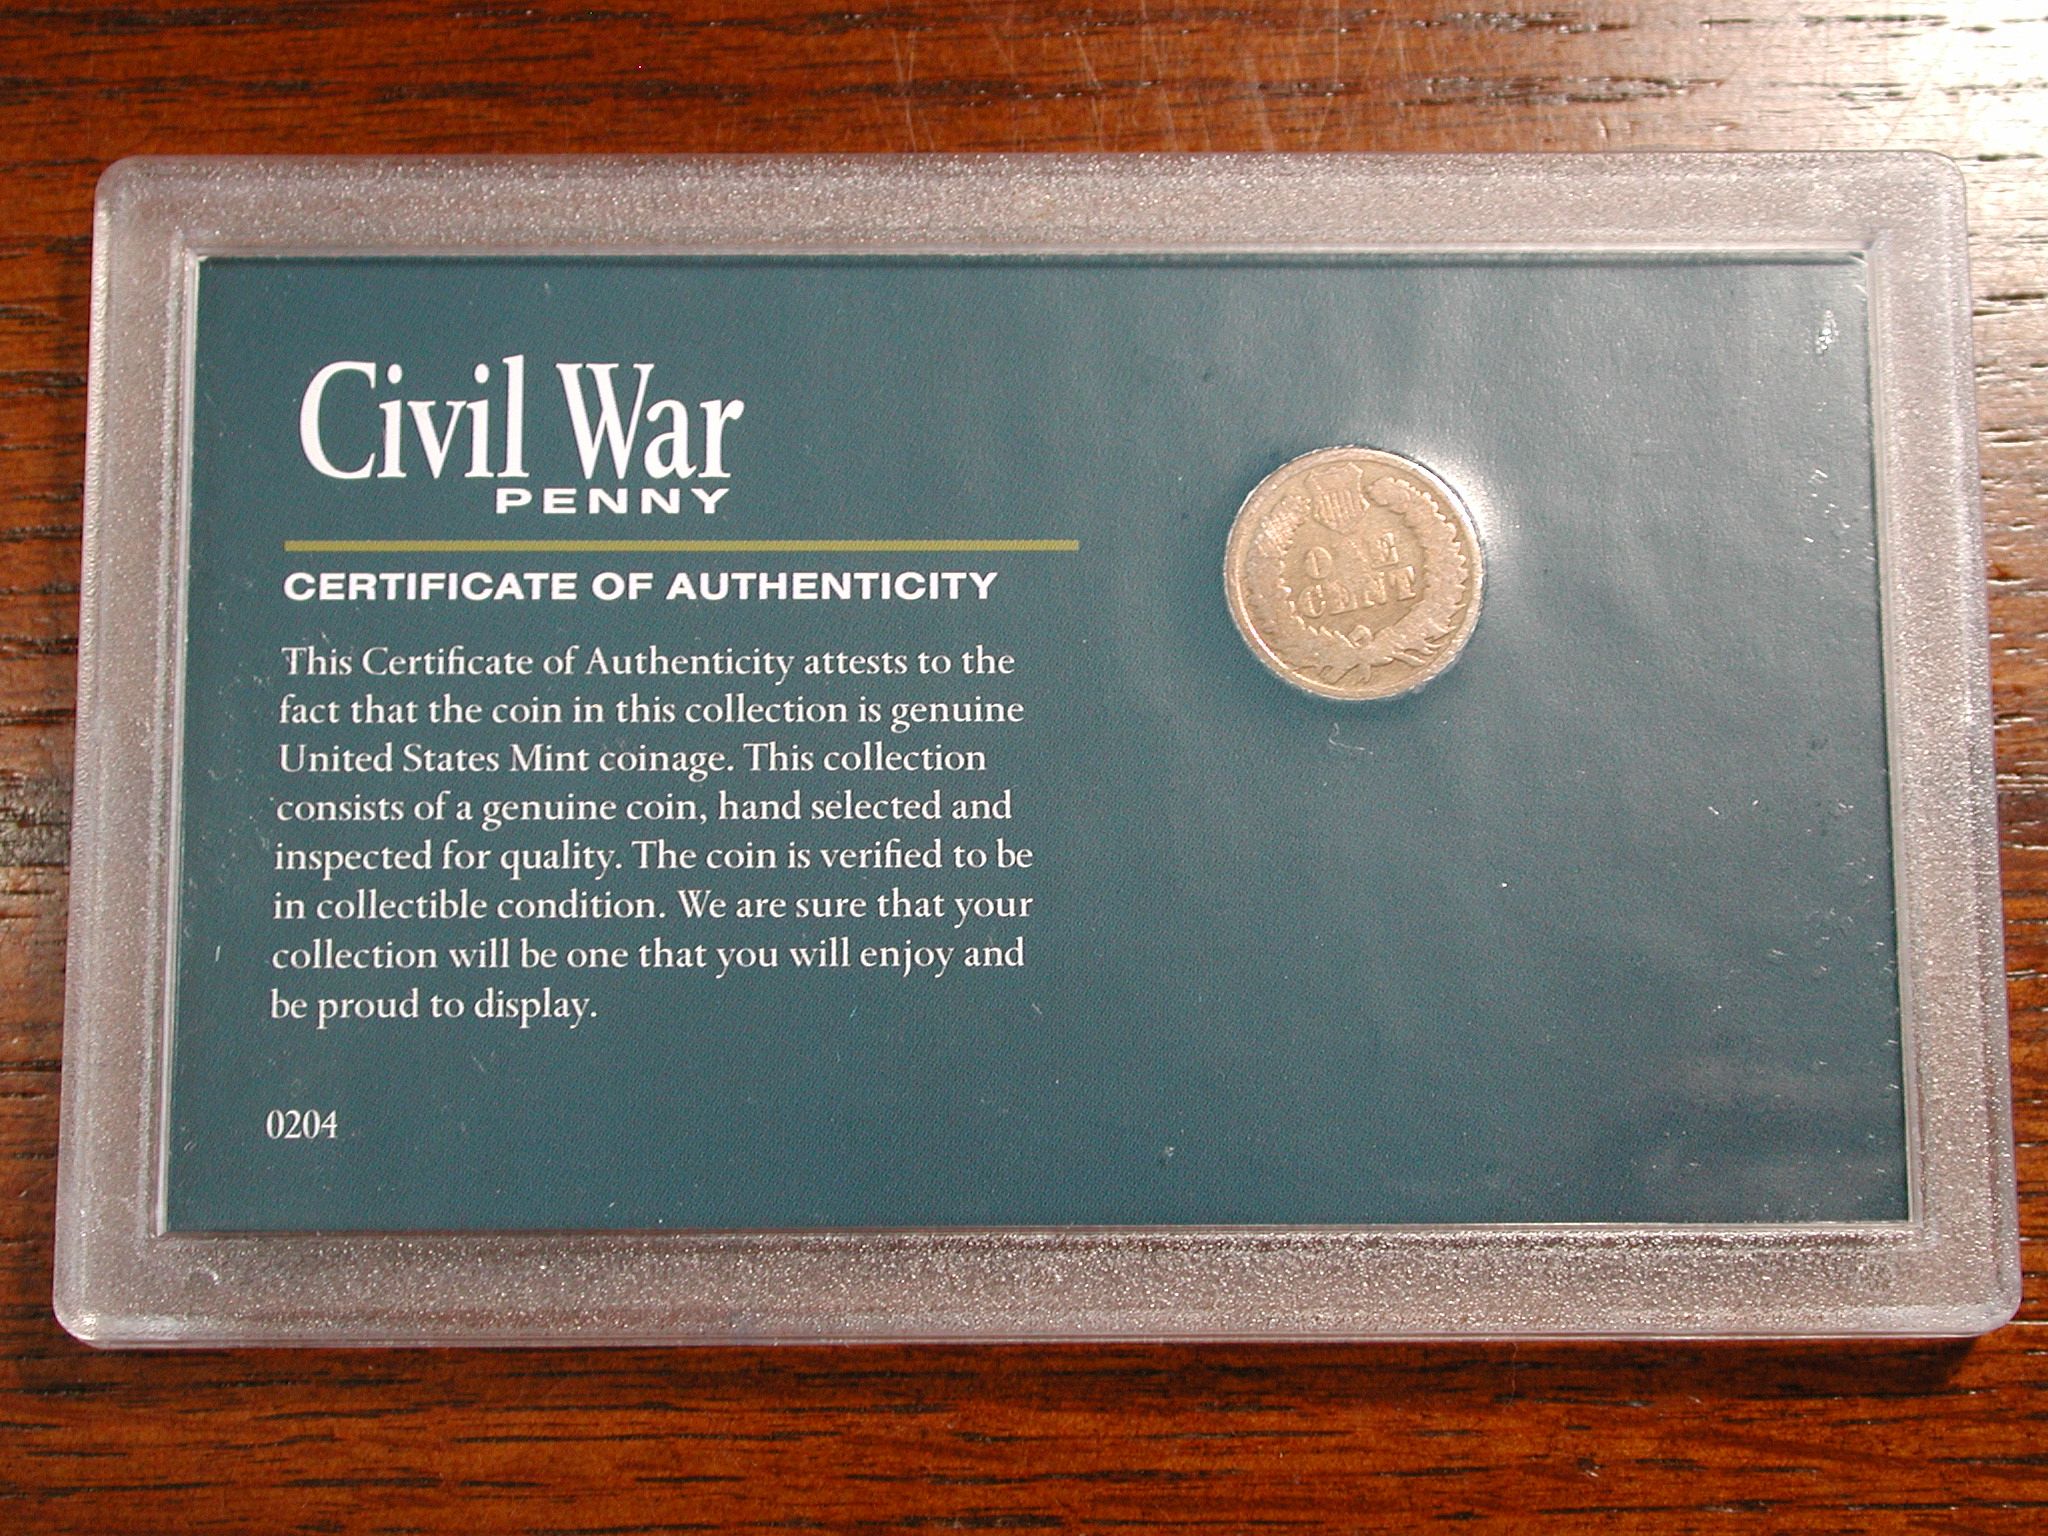 Civil War
PENNY
CERTIFICATE OF AUTHENTICITY
This Certificate of Authenticity attests to the
fact that the coin in this collection is genuine
United States Mint coinage. This collection
consists of a genuine coin, hand selected and
inspected for quality. The coin is verified to be
in collectible condition. We are sure that your
collection will be one that you will enjoy and
be proud to display.
0204
ONE
CENT